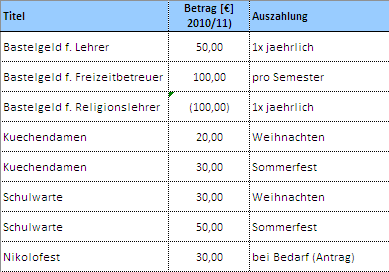 Titel Betrag [€] 2010/11) Auszahlung
Bastelgeld f. Lehrer 50,00 1x jaehrlich
Bastelgeld f. Freizeitbetreuer 100,00 pro Semester
Bastelgeld f. Religionslehrer (100,00) 1x jaehrlich
Kuechendamen 20,00 Weihnachten
Kuechendamen 30,00 Sommerfest
Schulwarte 30,00 Weihnachten
Schulwarte 50,00 Sommerfest
Nikolofest 30,00 bei Bedarf (Antrag)